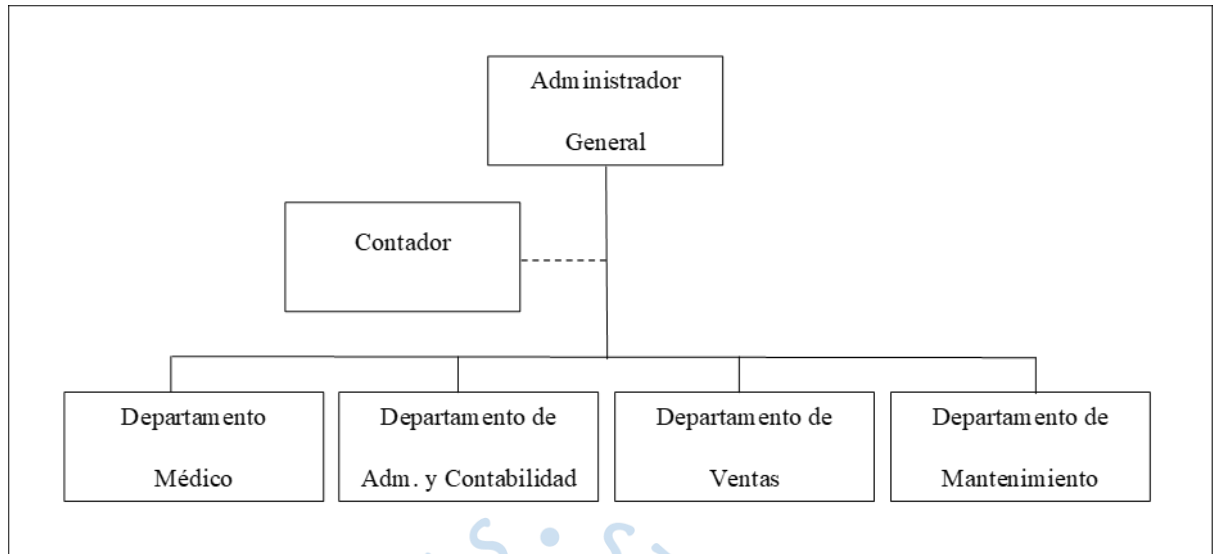 Administrador
General
Contador
Departamento
Médico
Departamento de
Adm. y Contabilidad
Departamento de
Ventas
Departamento de
Mantenimiento